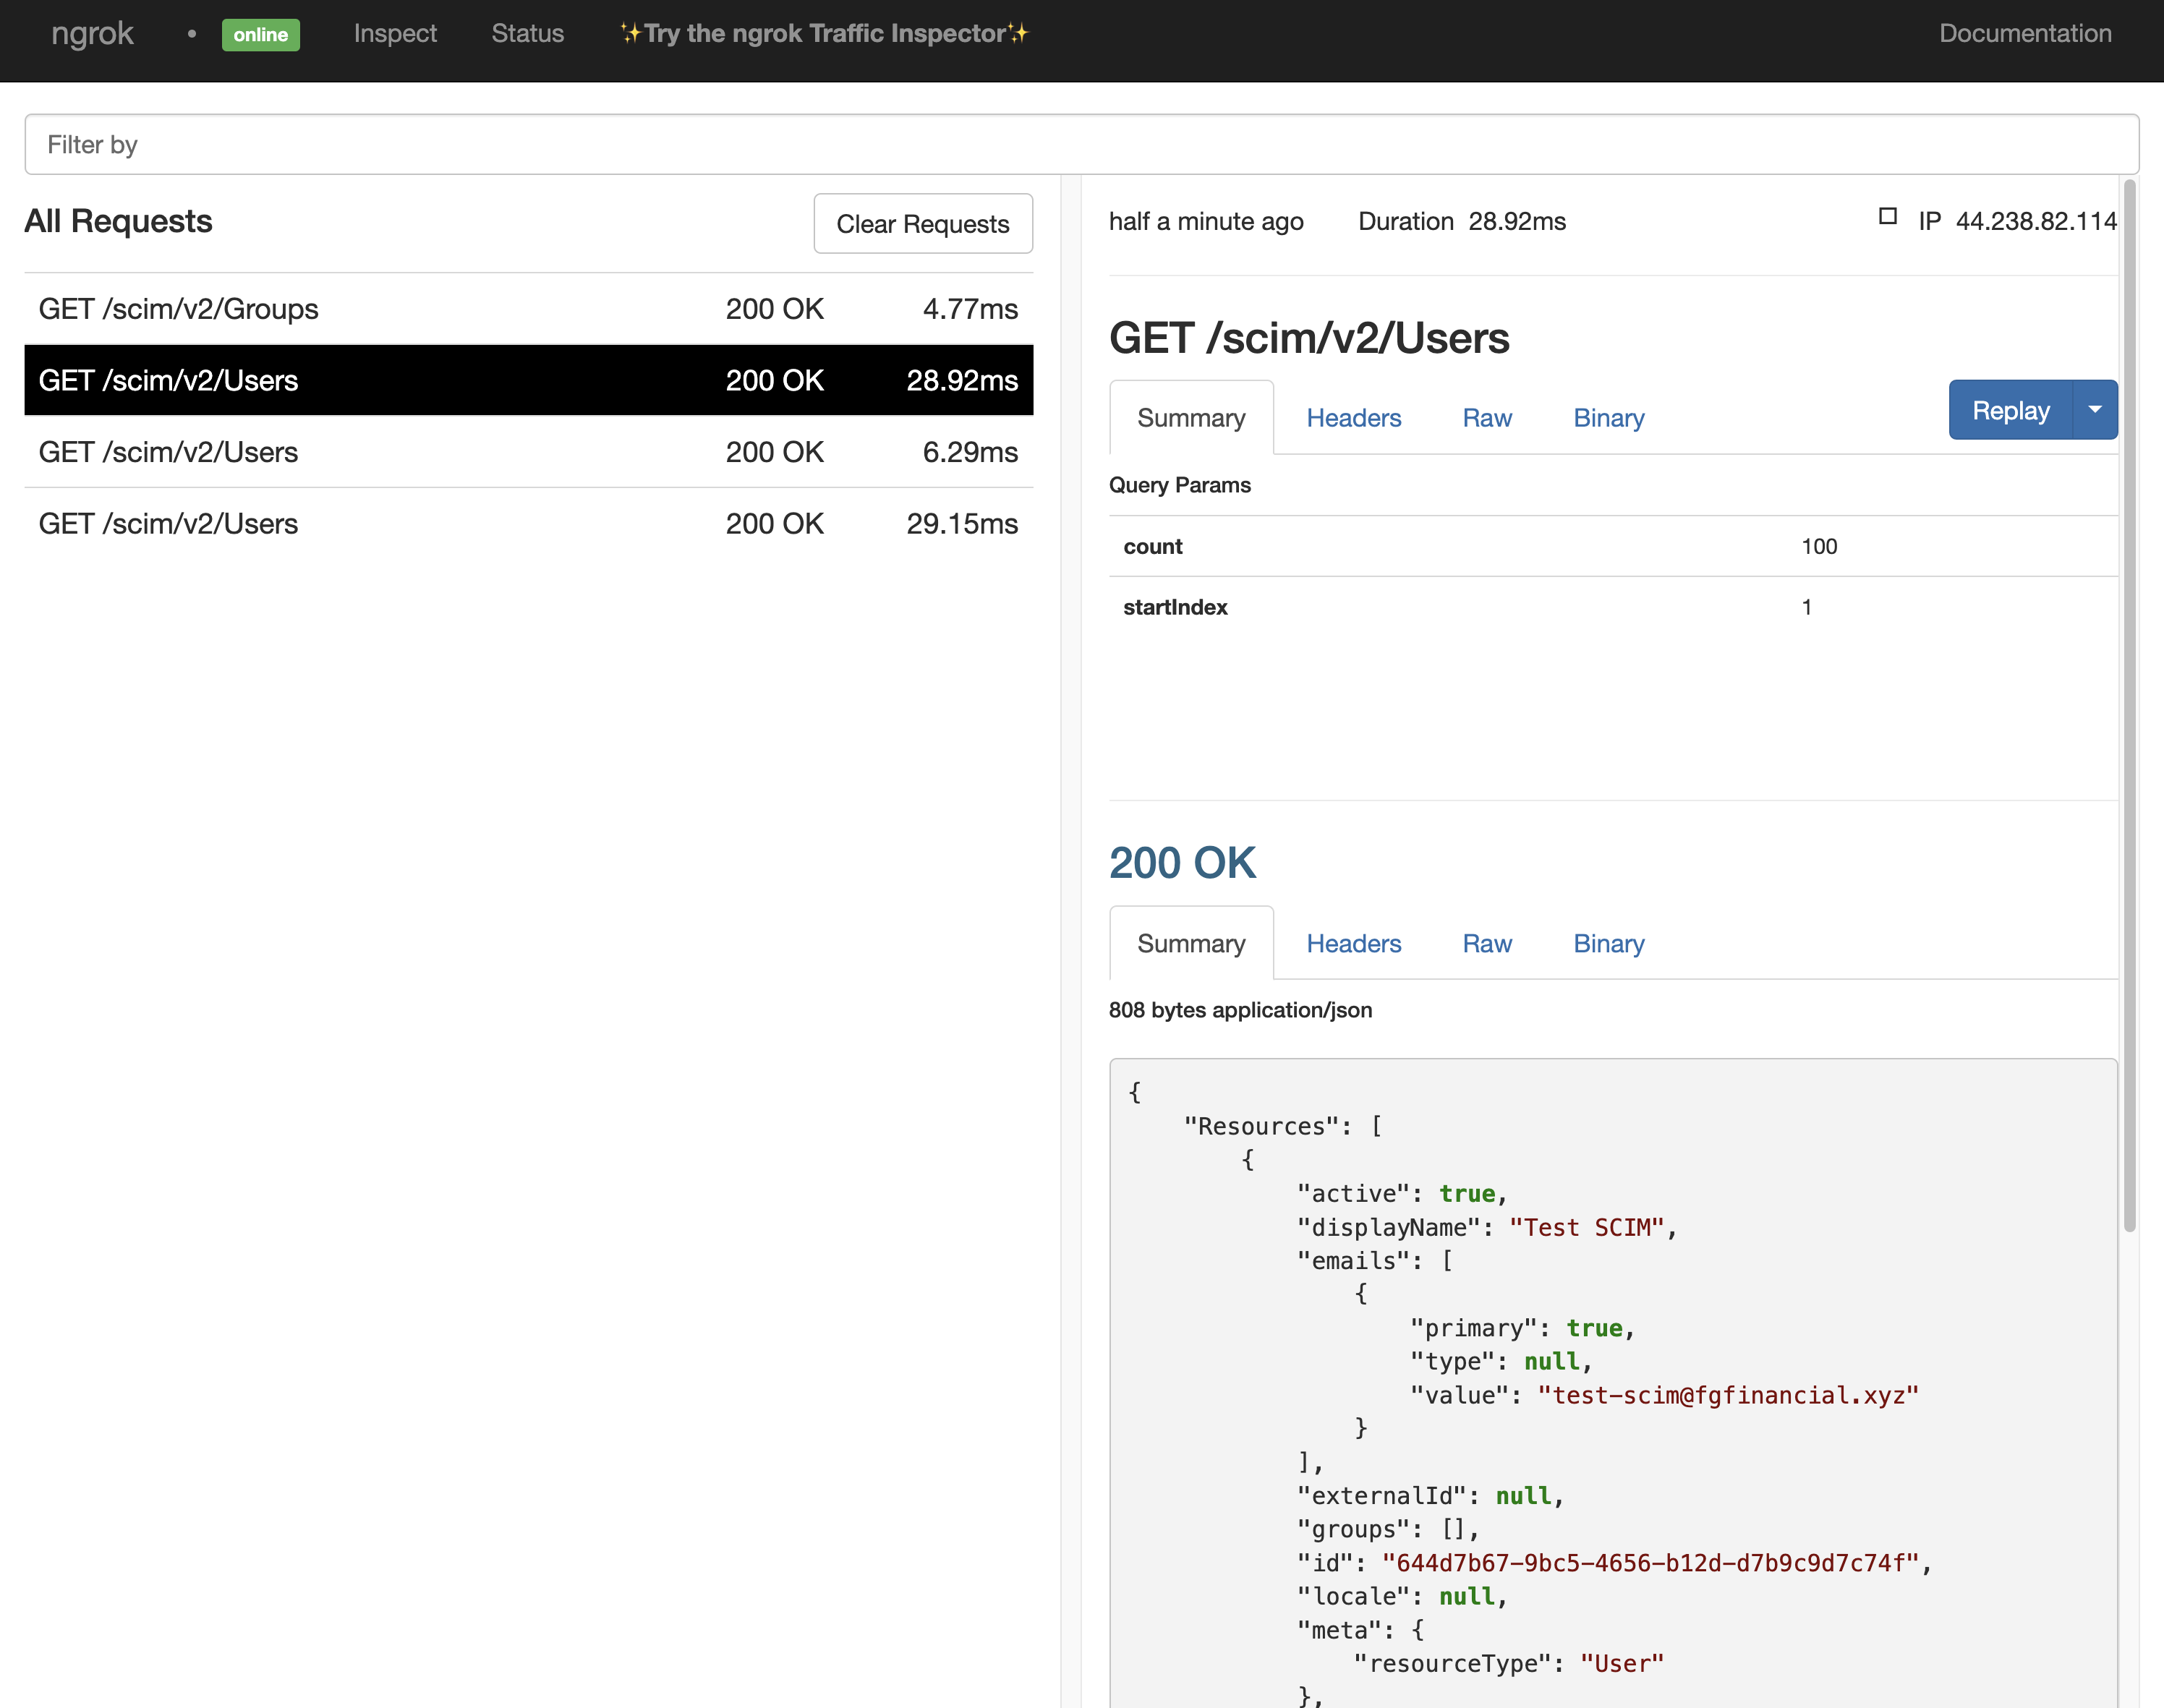 ngrok • online Inspect Status ✨Try the ngrok Traffic Inspector✨ Documentation
Filter by
All Requests Clear Requests
GET /scim/v2/Groups 200 OK 4.77ms
GET /scim/v2/Users 200 OK 28.92ms
GET /scim/v2/Users 200 OK 6.29ms
GET /scim/v2/Users 200 OK 29.15ms
half a minute ago Duration 28.92ms IP 44.238.82.114
GET /scim/v2/Users
Summary Headers Raw Binary Replay
Query Params
count 100
startIndex 1
200 OK
Summary Headers Raw Binary
808 bytes application/json
{
    "Resources": [
        {
            "active": true,
            "displayName": "Test SCIM",
            "emails": [
                {
                    "primary": true,
                    "type": null,
                    "value": "test-scim@fgfinancial.xyz"
                }
            ],
            "externalId": null,
            "groups": [],
            "id": "644d7b67-9bc5-4656-b12d-d7b9c9d7c74f",
            "locale": null,
            "meta": {
                "resourceType": "User"
            },